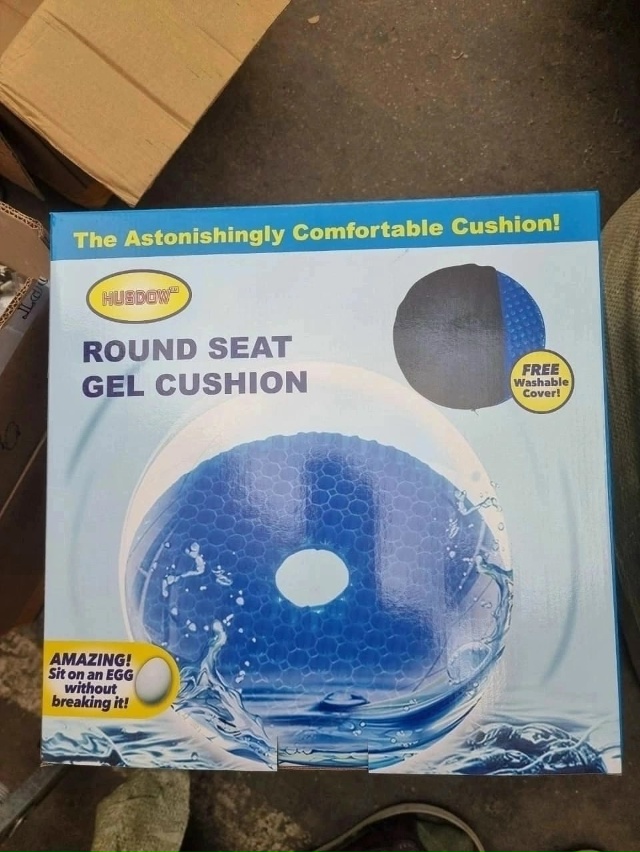 The Astonishingly Comfortable Cushion!
HUSDOW™
ROUND SEAT
GEL CUSHION
FREE
Washable
Cover!
AMAZING!
Sit on an EGG
without
breaking it!